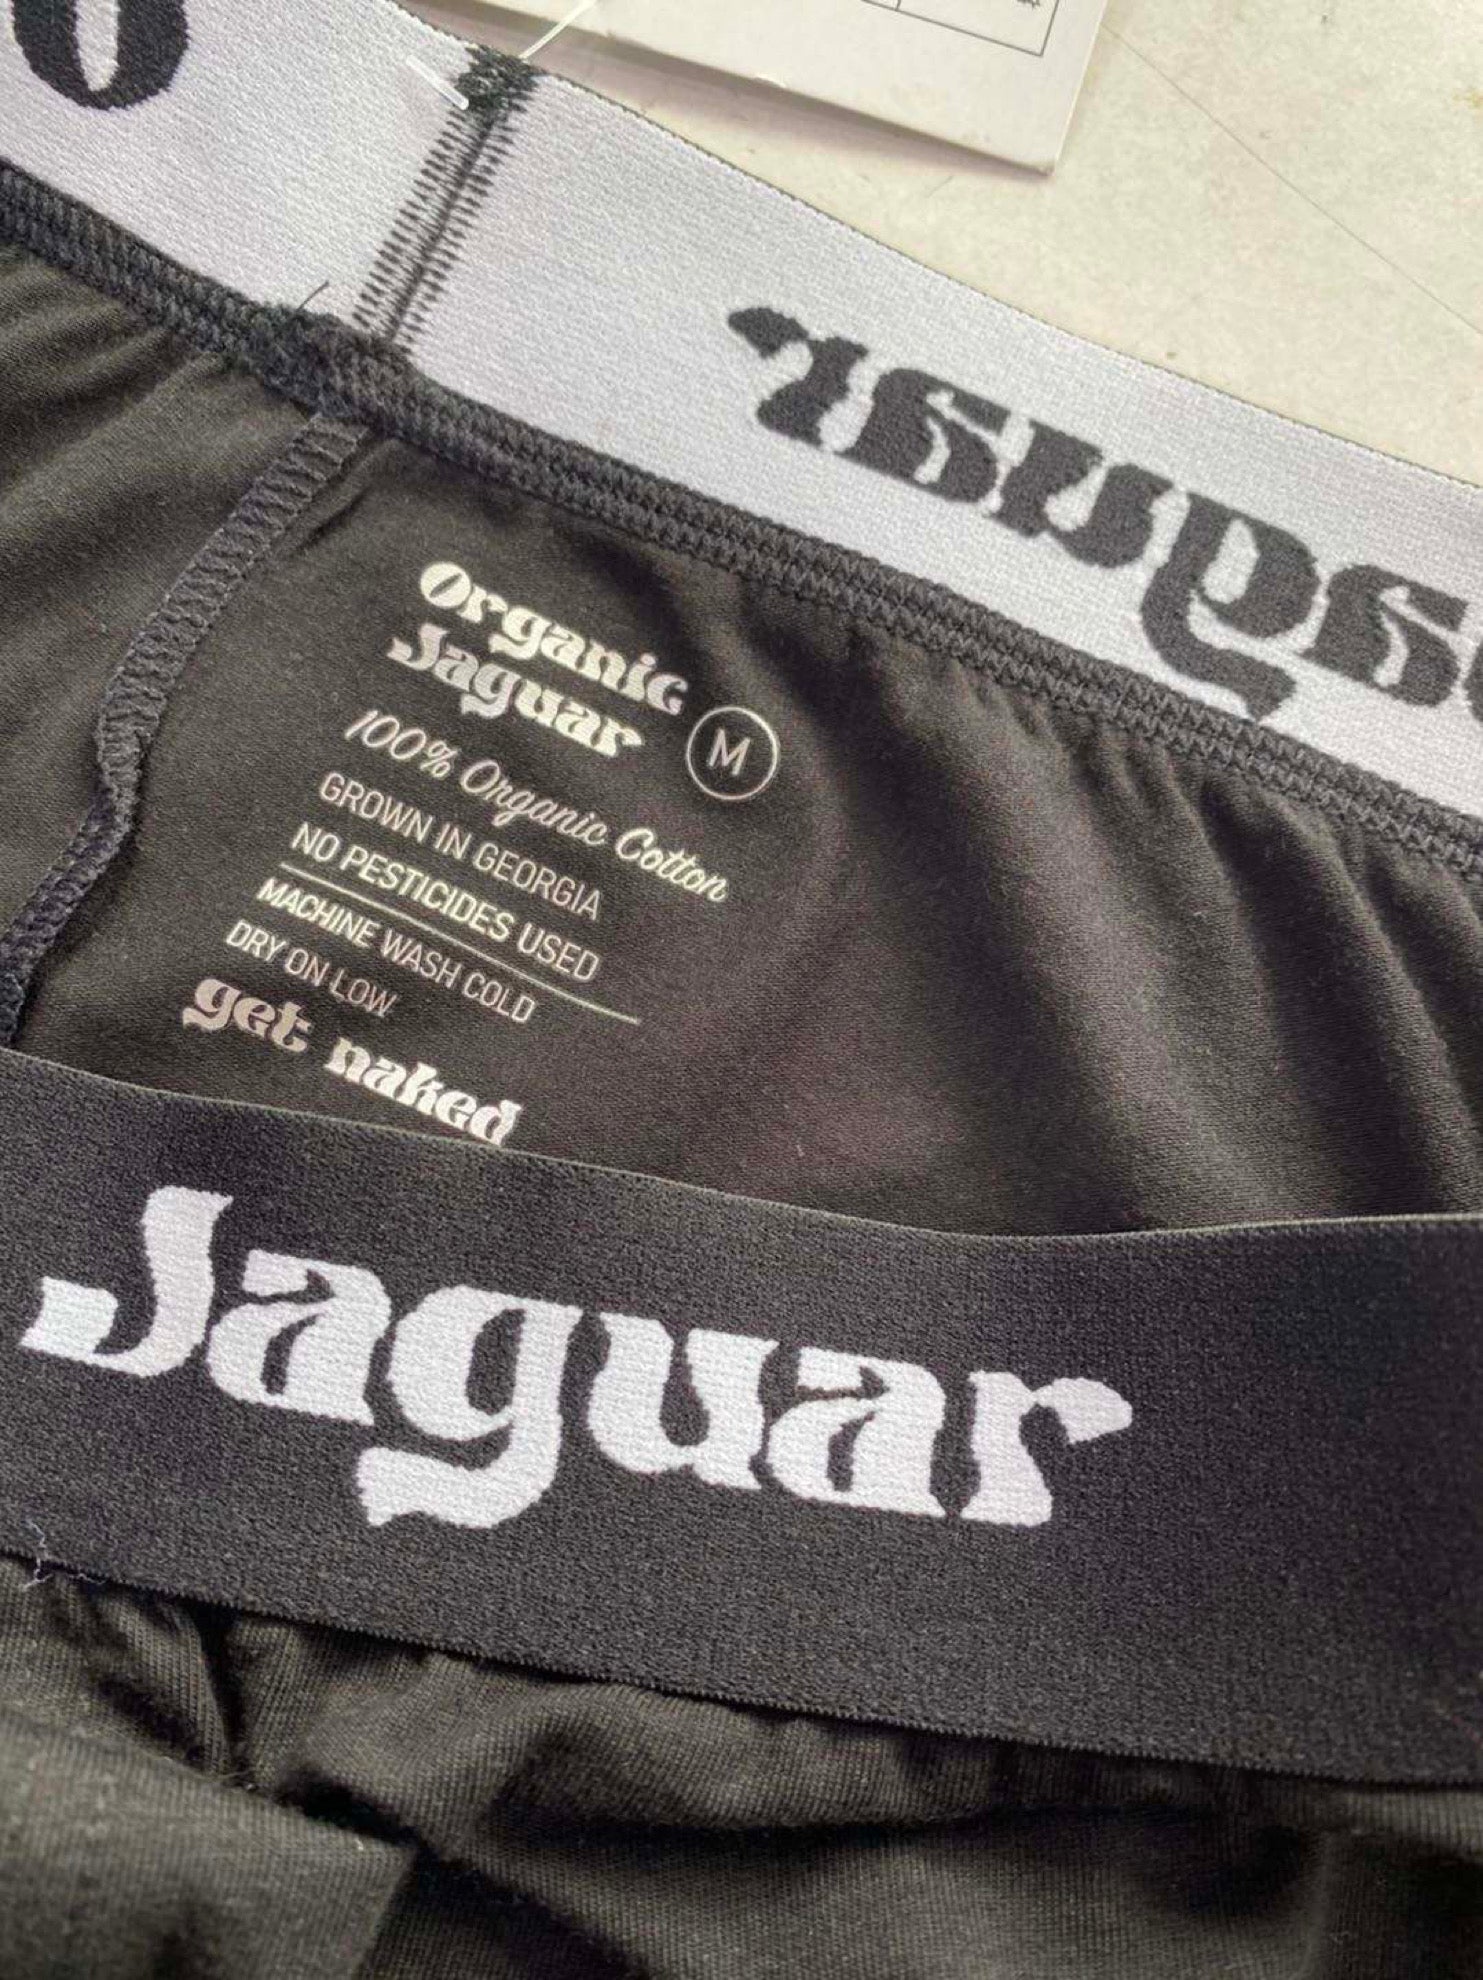 Jaguar
Organic
Jaguar
M
100% Organic Cotton
GROWN IN GEORGIA
NO PESTICIDES USED
MACHINE WASH COLD
DRY ON LOW
get naked
Jaguar